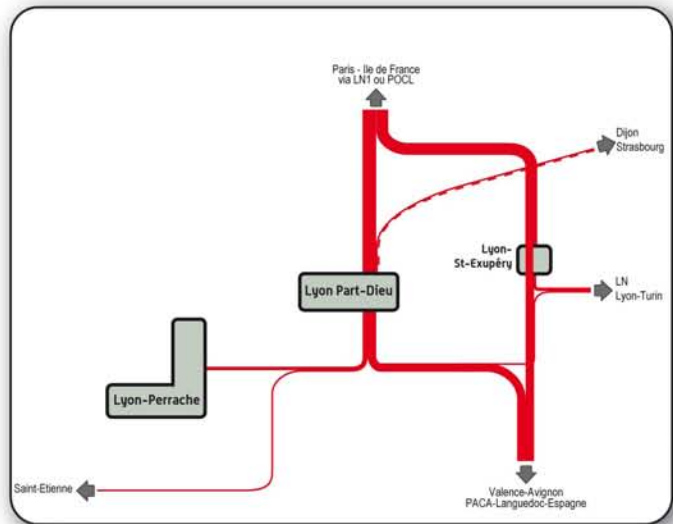 Paris - Ile de France
via LN1 ou POCL
Dijon
Strasbourg
Lyon-
St-Exupéry
Lyon Part-Dieu
LN
Lyon-Turin
Lyon-Perrache
Saint-Etienne
Valence-Avignon
PACA-Languedoc-Espagne